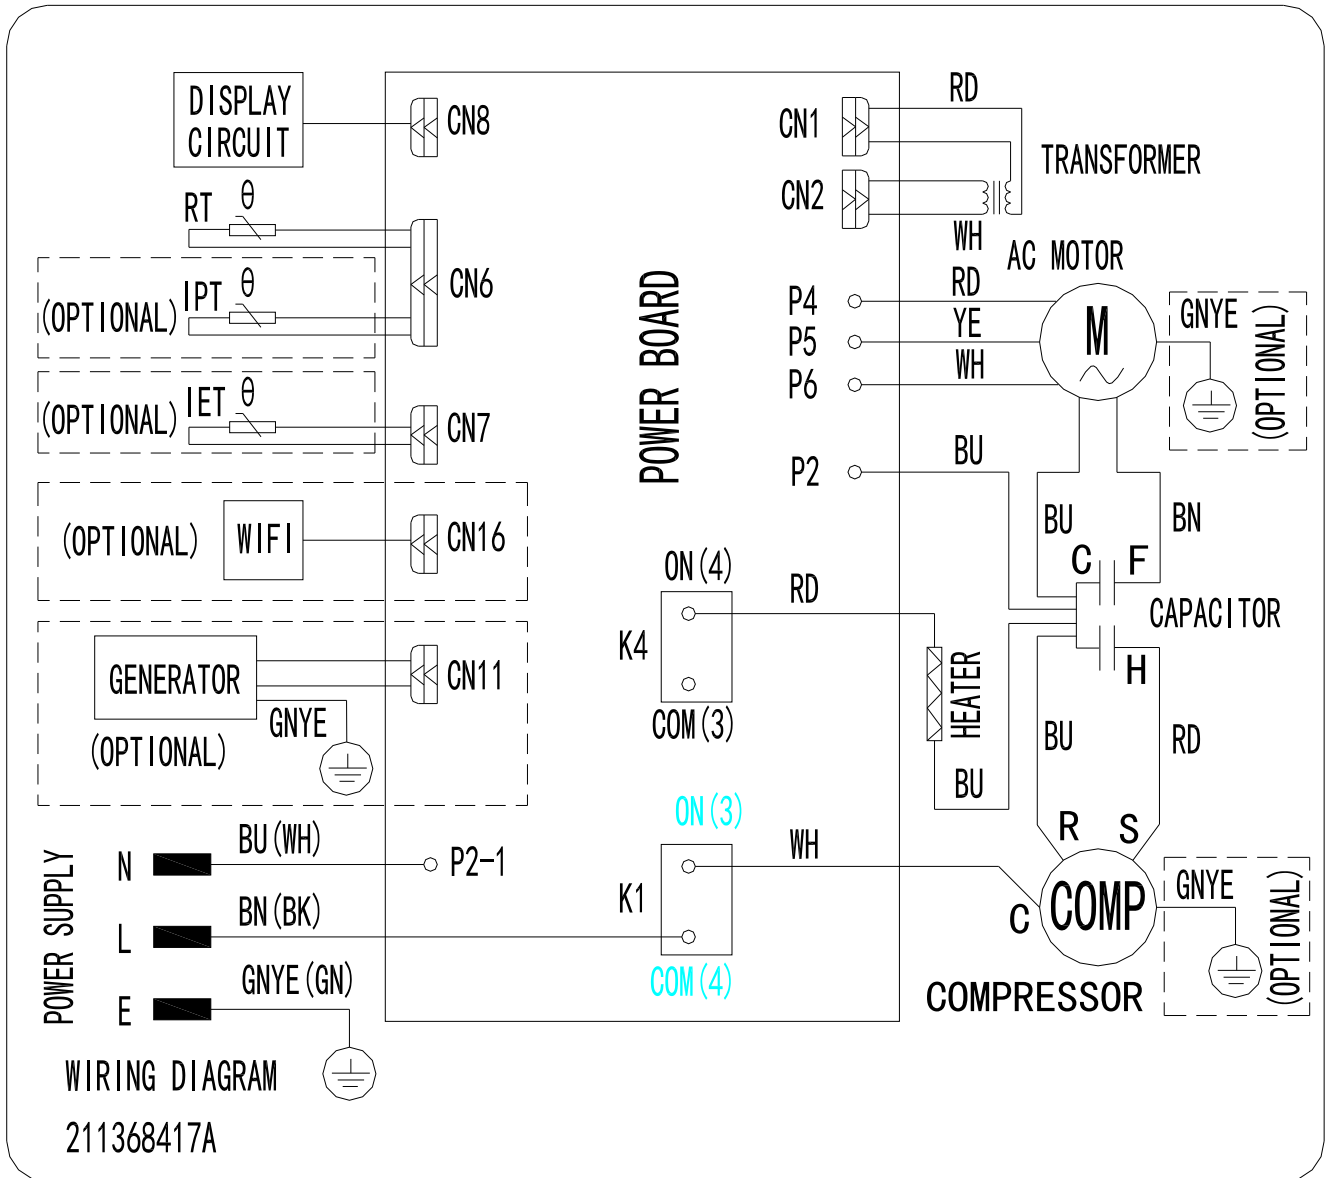 DISPLAY
CIRCUIT
CN8
RT
θ
(OPTIONAL)
IPT
θ
CN6
(OPTIONAL)
IET
θ
CN7
(OPTIONAL)
WIFI
CN16
GENERATOR
(OPTIONAL)
GNYE
CN11
POWER SUPPLY
N
BU(WH)
P2-1
L
BN(BK)
E
GNYE(GN)
WIRING DIAGRAM
211368417A
POWER BOARD
ON(4)
K4
COM(3)
ON(3)
K1
COM(4)
CN1
RD
TRANSFORMER
CN2
WH
AC MOTOR
P4
RD
P5
YE
P6
WH
M
GNYE
(OPTIONAL)
P2
BU
BU
BN
C
F
CAPACITOR
H
RD
HEATER
BU
BU
RD
R
S
WH
C
COMP
COMPRESSOR
GNYE
(OPTIONAL)